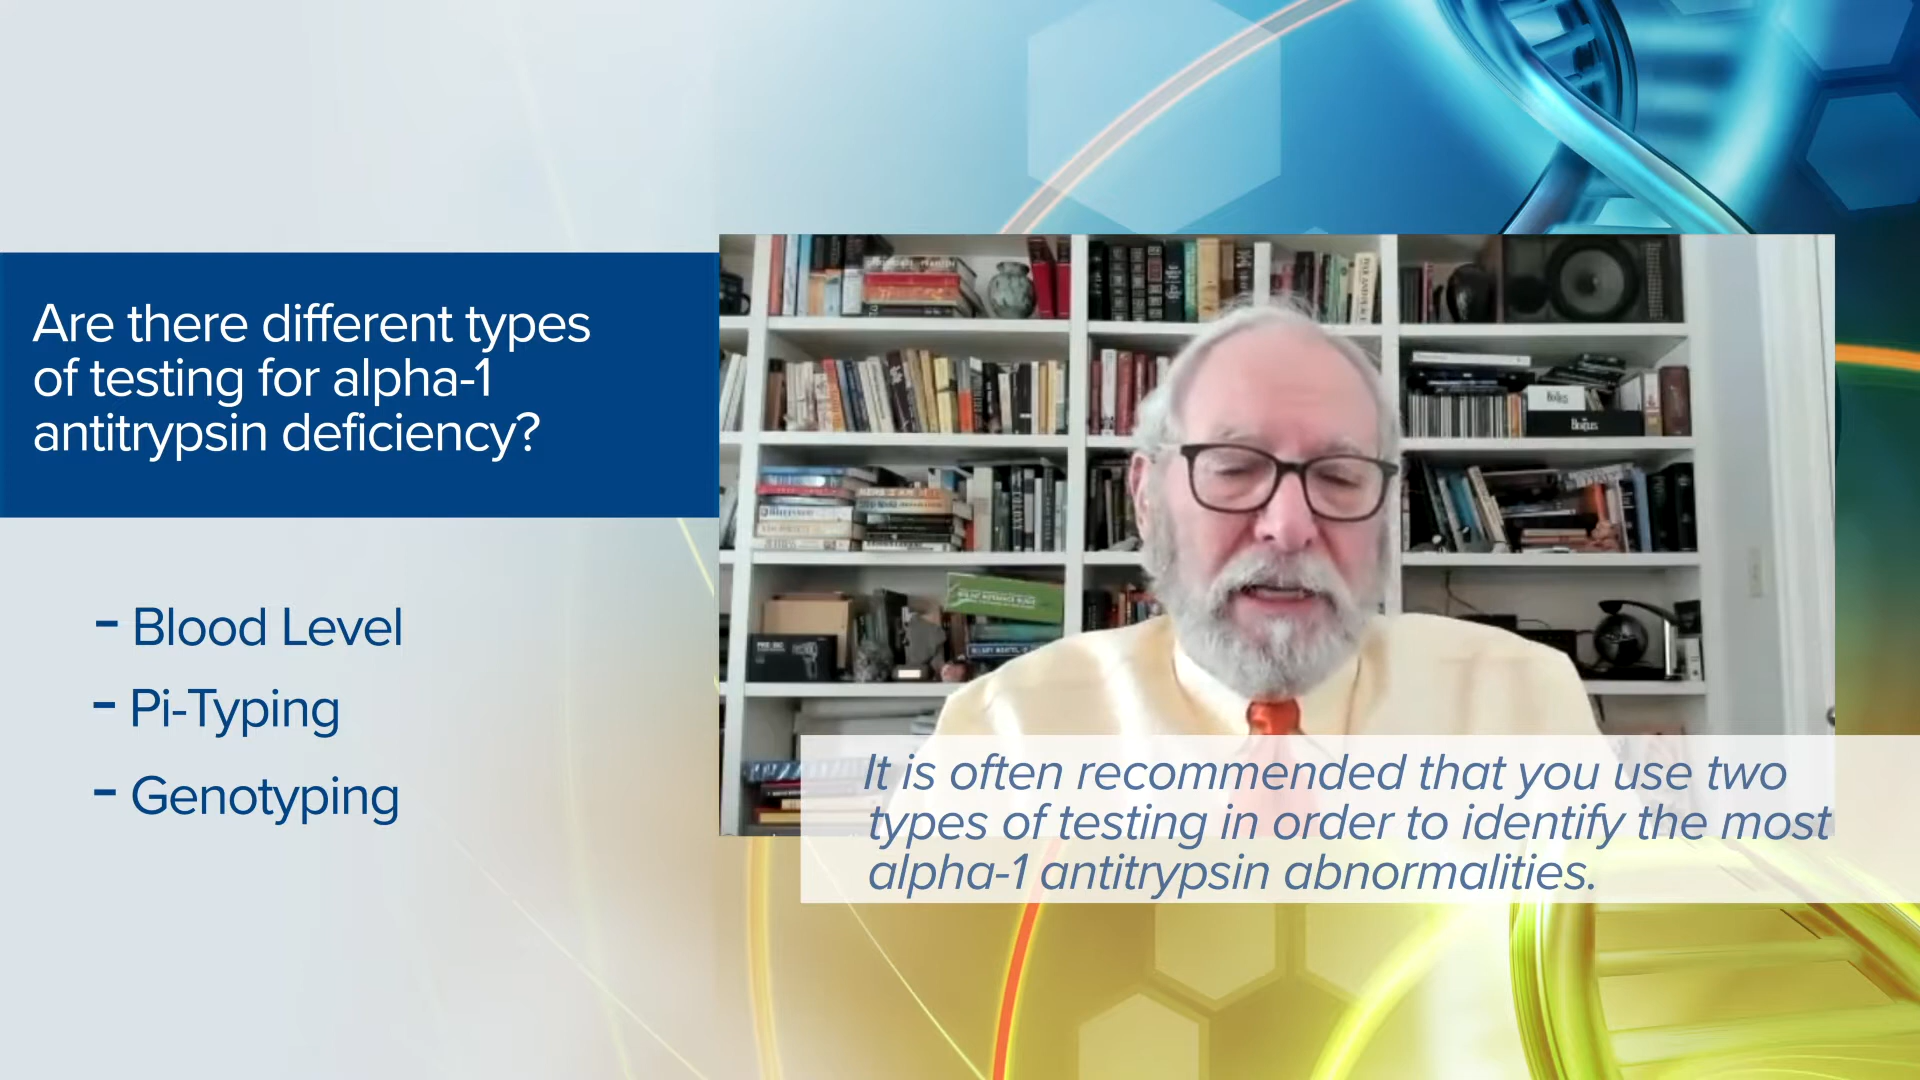 Are there different types
of testing for alpha-1
antitrypsin deficiency?
- Blood Level
- Pi-Typing
- Genotyping
It is often recommended that you use two
types of testing in order to identify the most
alpha-1 antitrypsin abnormalities.